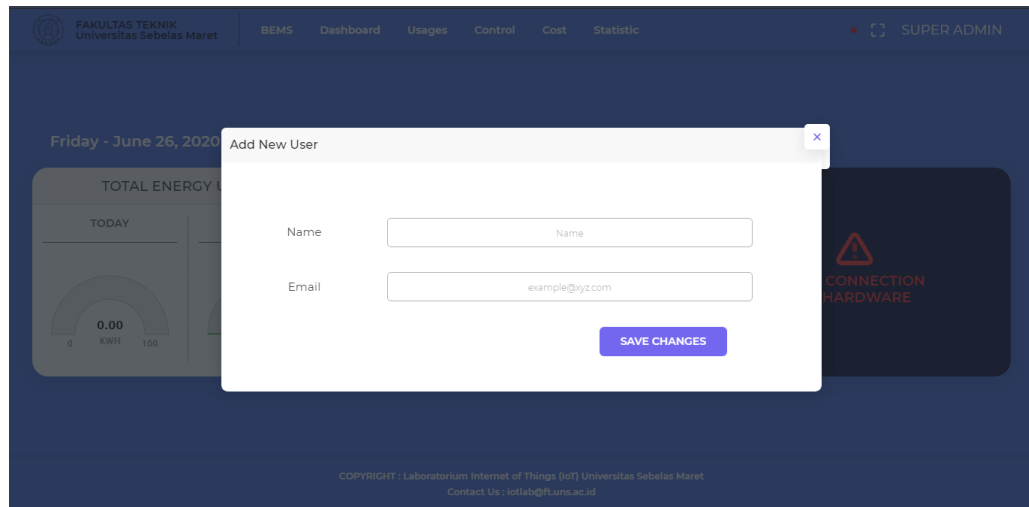 FAKULTAS TEKNIK
Universitas Sebelas Maret
BEMS Dashboard Usages Control Cost Statistic
SUPER ADMIN
Friday - June 26, 2020
Add New User
×
TOTAL ENERGY U
TODAY
0.00
KWH
0 100
Name
Name
Email
example@xyz.com
SAVE CHANGES
CONNECTION
HARDWARE
COPYRIGHT : Laboratorium Internet of Things (IoT) Universitas Sebelas Maret
Contact Us : iotlab@ft.uns.ac.id